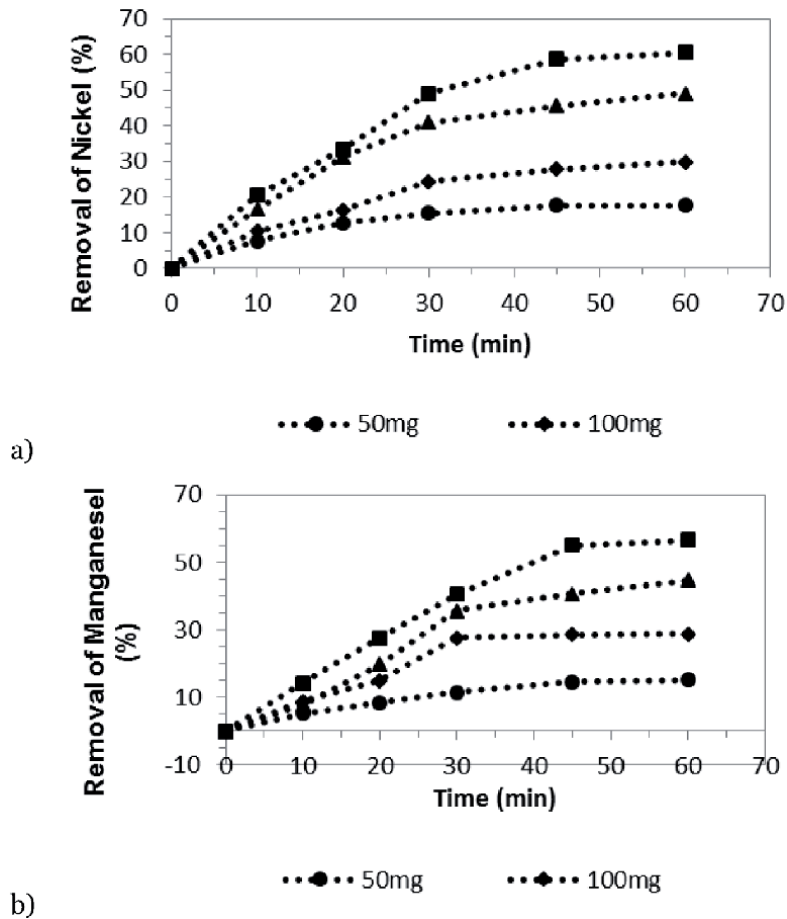 Removal of Nickel (%)
70
60
50
40
30
20
10
0
0 10 20 30 40 50 60 70
Time (min)
50mg 100mg
a)
Removal of Manganesel
(%)
70
50
30
10
-10
0 10 20 30 40 50 60 70
Time (min)
50mg 100mg
b)